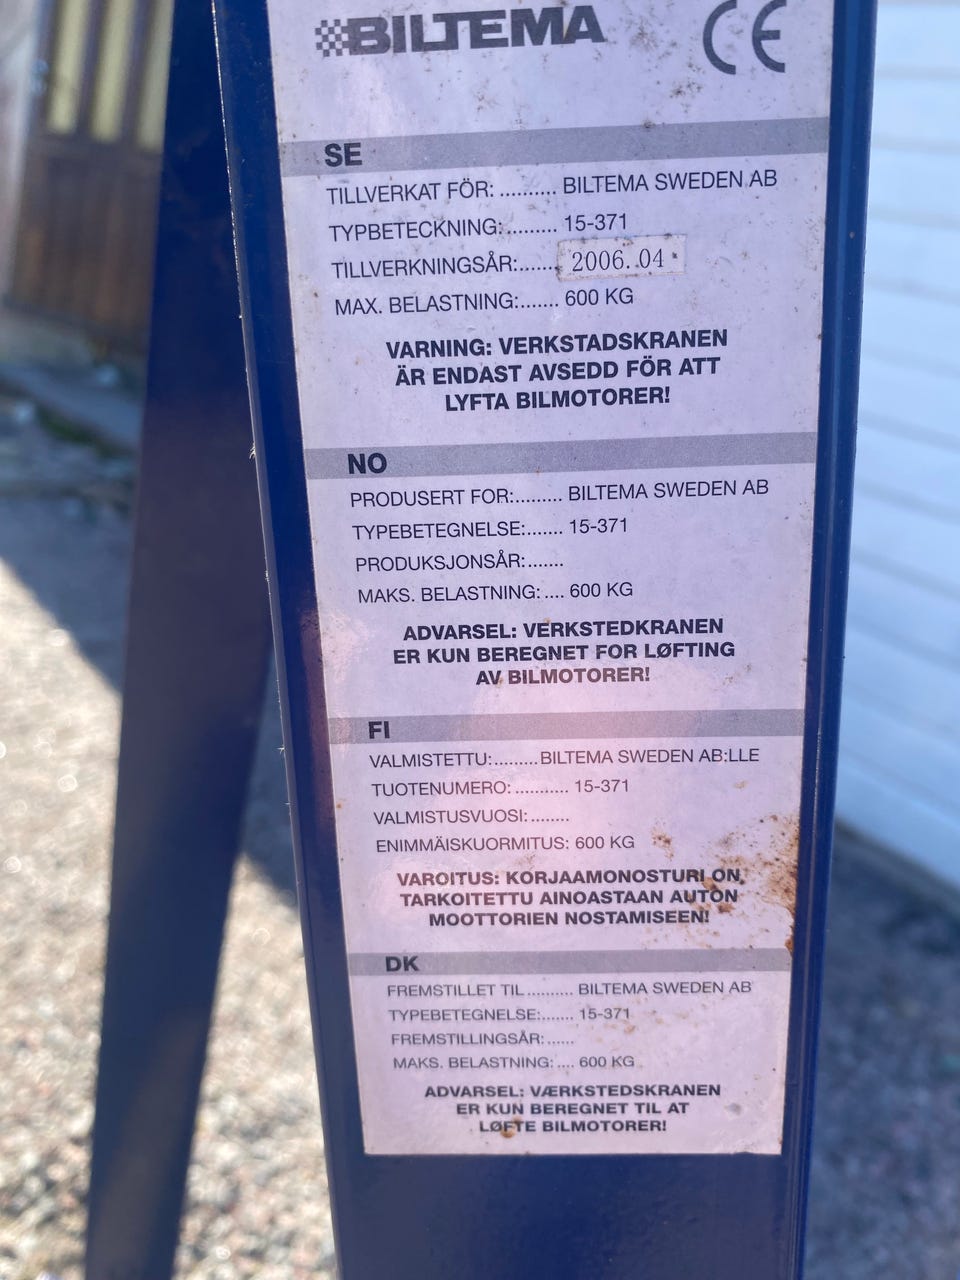 BILTEMA CE
SE
TILLVERKAT FÖR: .......... BILTEMA SWEDEN AB
TYPBETECKNING:......... 15-371
TILLVERKNINGSÅR:....... 2006.04
MAX. BELASTNING:....... 600 KG
VARNING: VERKSTADSKRANEN
ÄR ENDAST AVSEDD FÖR ATT
LYFTA BILMOTORER!
NO
PRODUSERT FOR:......... BILTEMA SWEDEN AB
TYPEBETEGNELSE:....... 15-371
PRODUKSJONSÅR:.......
MAKS. BELASTNING: .... 600 KG
ADVARSEL: VERKSTEDKRANEN
ER KUN BEREGNET FOR LØFTING
AV BILMOTORER!
FI
VALMISTETTU:......... BILTEMA SWEDEN AB:LLE
TUOTENUMERO: ........... 15-371
VALMISTUSVUOSI:........
ENIMMÄISKUORMITUS: 600 KG
VAROITUS: KORJAAMONOSTURI ON
TARKOITETTU AINOASTAAN AUTON
MOOTTORIEN NOSTAMISEEN!
DK
FREMSTILLET TIL .......... BILTEMA SWEDEN AB
TYPEBETEGNELSE:....... 15-371
FREMSTILLINGSÅR: ......
MAKS. BELASTNING: .... 600 KG
ADVARSEL: VÆRKSTEDSKRANEN
ER KUN BEREGNET TIL AT
LØFTE BILMOTORER!